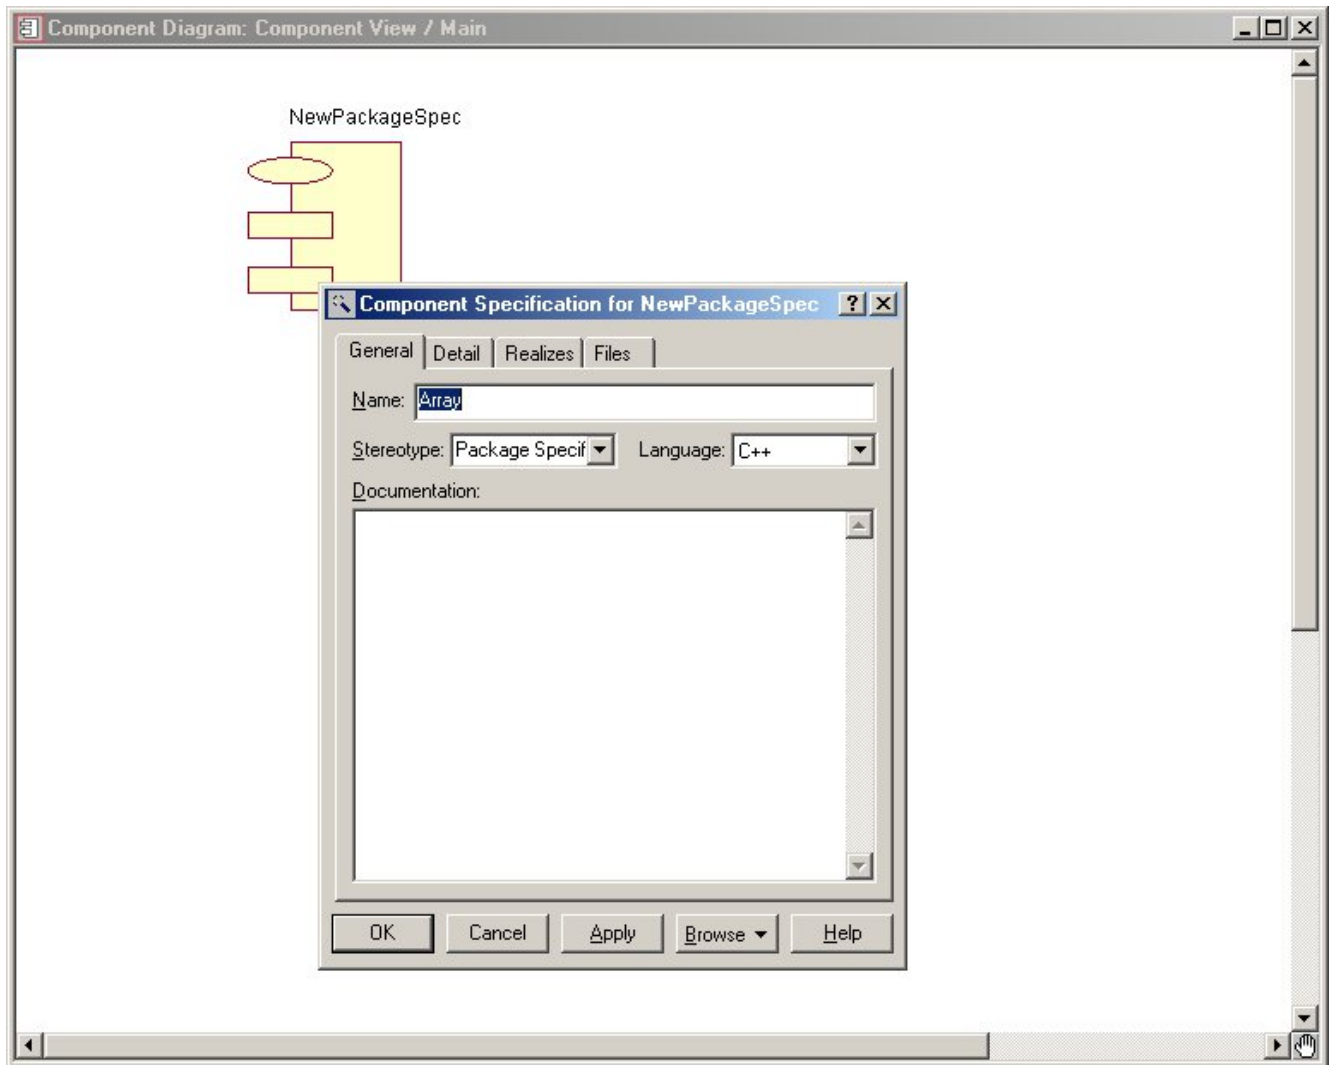 Component Diagram: Component View / Main
NewPackageSpec
Component Specification for NewPackageSpec
General Detail Realizes Files
Name: Array
Stereotype: Package Specif Language: C++
Documentation:
OK Cancel Apply Browse Help